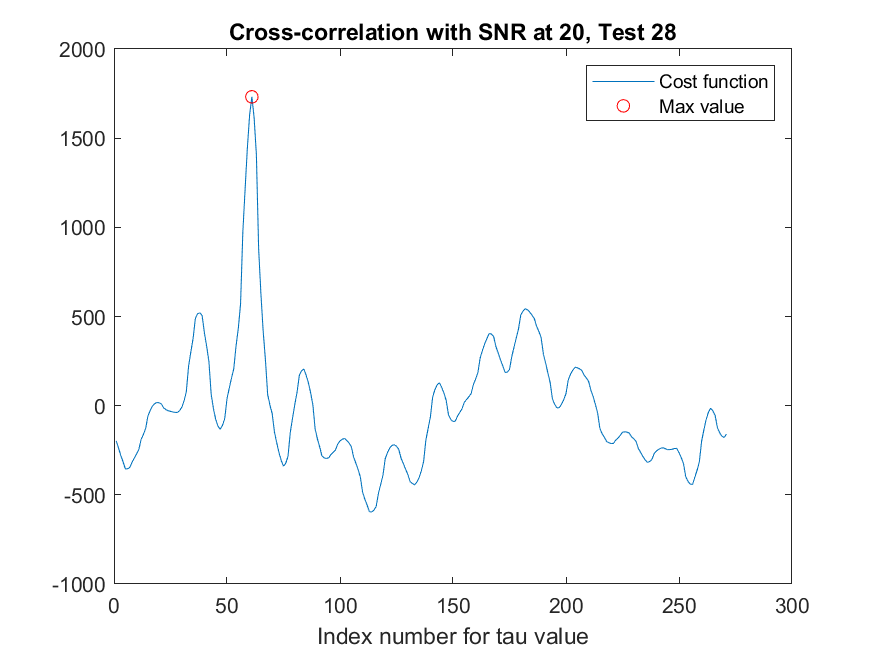 Cross-correlation with SNR at 20, Test 28
2000
1500
1000
500
0
-500
-1000
Cost function
Max value
0 50 100 150 200 250 300
Index number for tau value